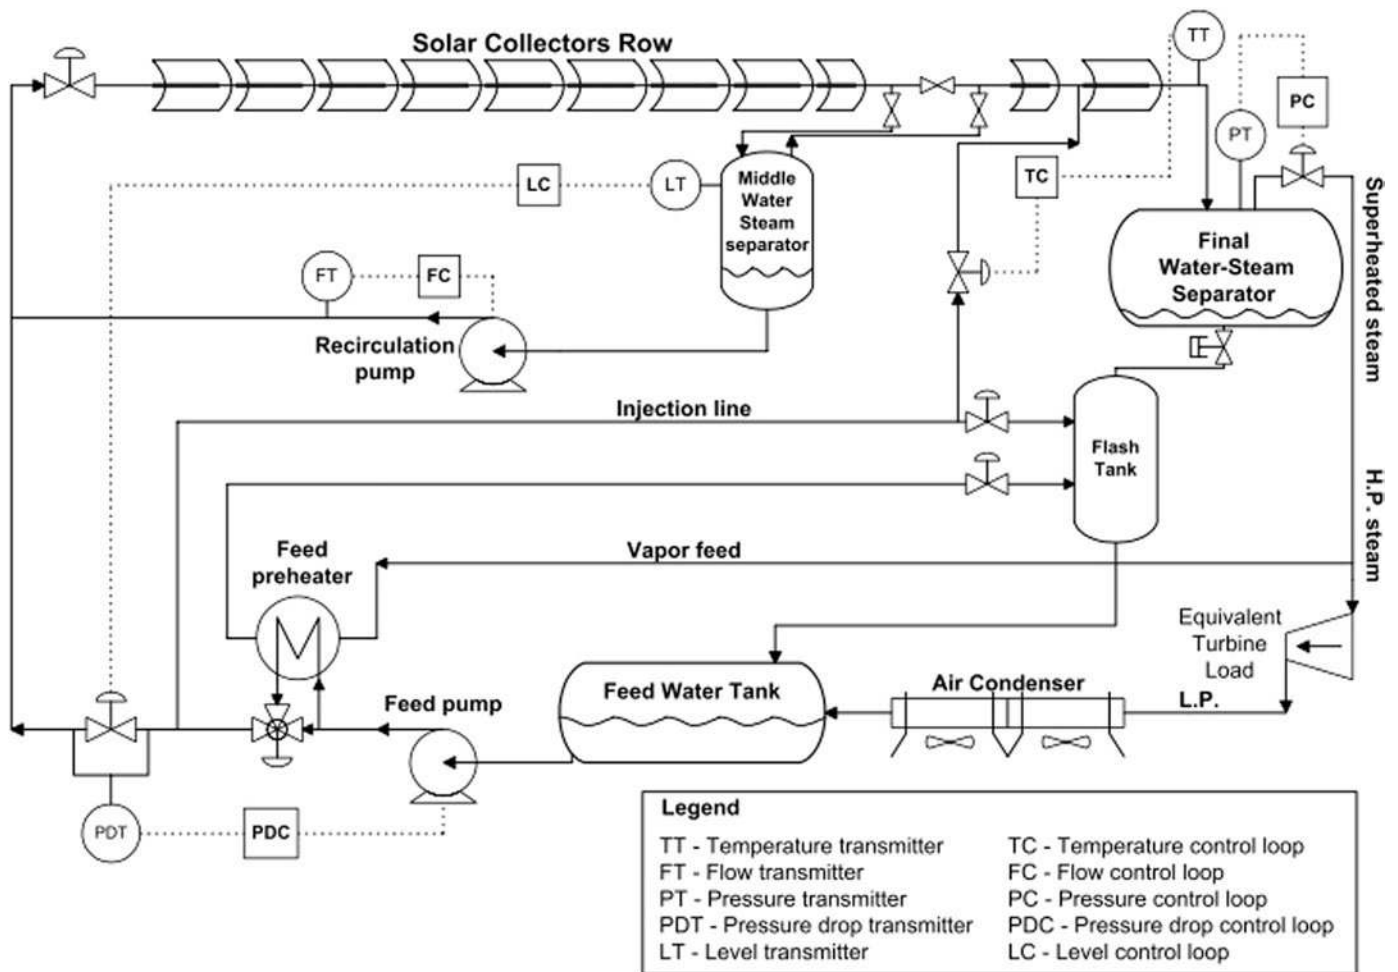 Solar Collectors Row
TT
PC
PT
LC
LT
Middle
Water
Steam
separator
TC
Superheated steam
Final
Water-Steam
Separator
FT
FC
Recirculation
pump
Injection line
Flash
Tank
H.P. steam
Vapor feed
Feed
preheater
Equivalent
Turbine
Load
Feed Water Tank
Air Condenser
L.P.
Feed pump
PDT
PDC
Legend
TT - Temperature transmitter
FT - Flow transmitter
PT - Pressure transmitter
PDT - Pressure drop transmitter
LT - Level transmitter
TC - Temperature control loop
FC - Flow control loop
PC - Pressure control loop
PDC - Pressure drop control loop
LC - Level control loop